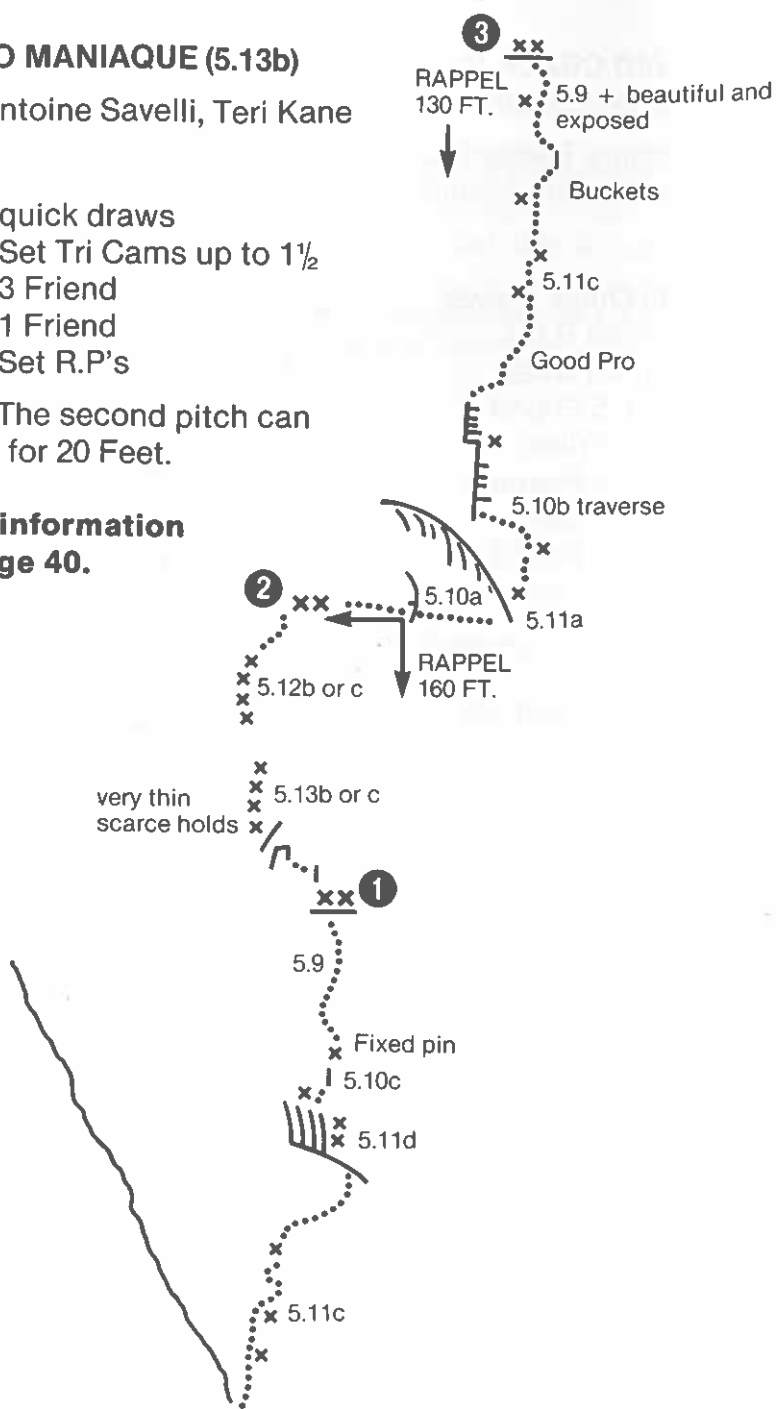 O MANIAQUE (5.13b)
ntoine Savelli, Teri Kane
quick draws
Set Tri Cams up to 1½
3 Friend
1 Friend
Set R.P's
The second pitch can
for 20 Feet.
information
ge 40.
3
××
RAPPEL
130 FT.
5.9 + beautiful and
exposed
Buckets
5.11c
Good Pro
5.10b traverse
5.10a
5.11a
2
××
RAPPEL
160 FT.
5.12b or c
5.13b or c
very thin
scarce holds
××
1
5.9
Fixed pin
5.10c
5.11d
5.11c